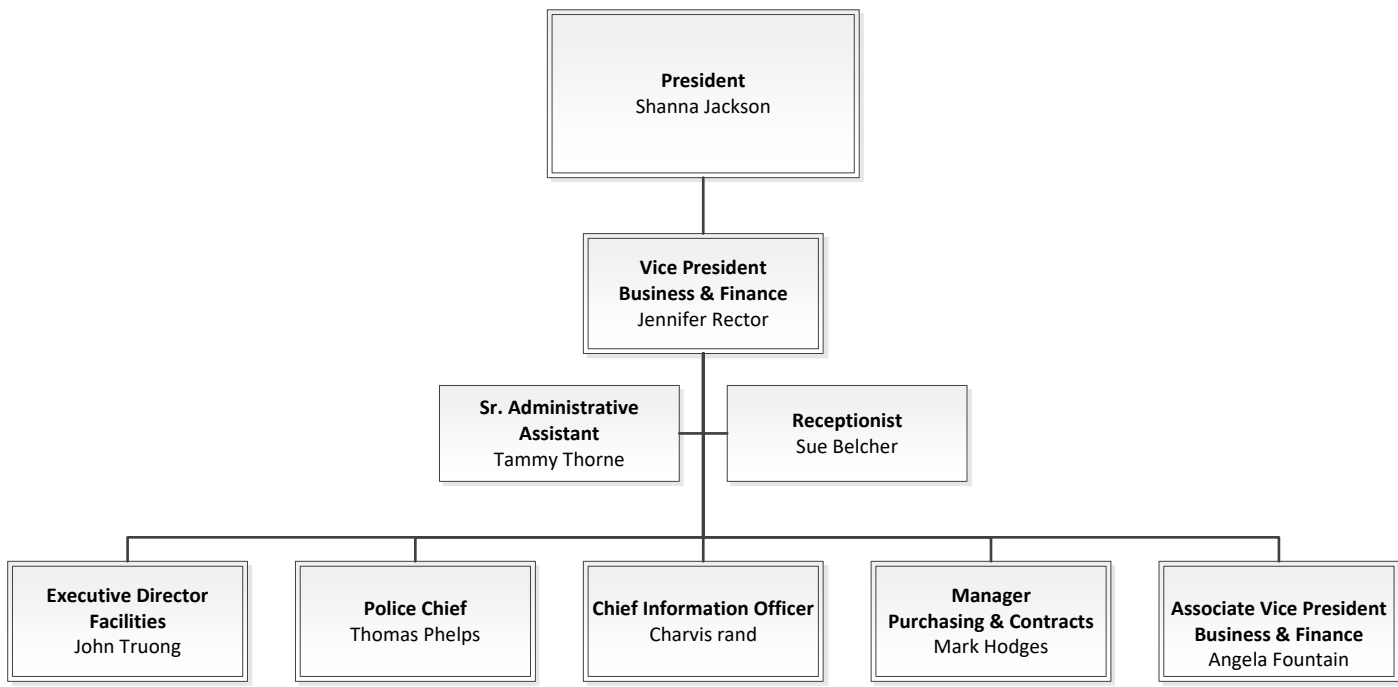 President
Shanna Jackson
Vice President
Business & Finance
Jennifer Rector
Sr. Administrative
Assistant
Tammy Thorne
Receptionist
Sue Belcher
Executive Director
Facilities
John Truong
Police Chief
Thomas Phelps
Chief Information Officer
Charvis rand
Manager
Purchasing & Contracts
Mark Hodges
Associate Vice President
Business & Finance
Angela Fountain